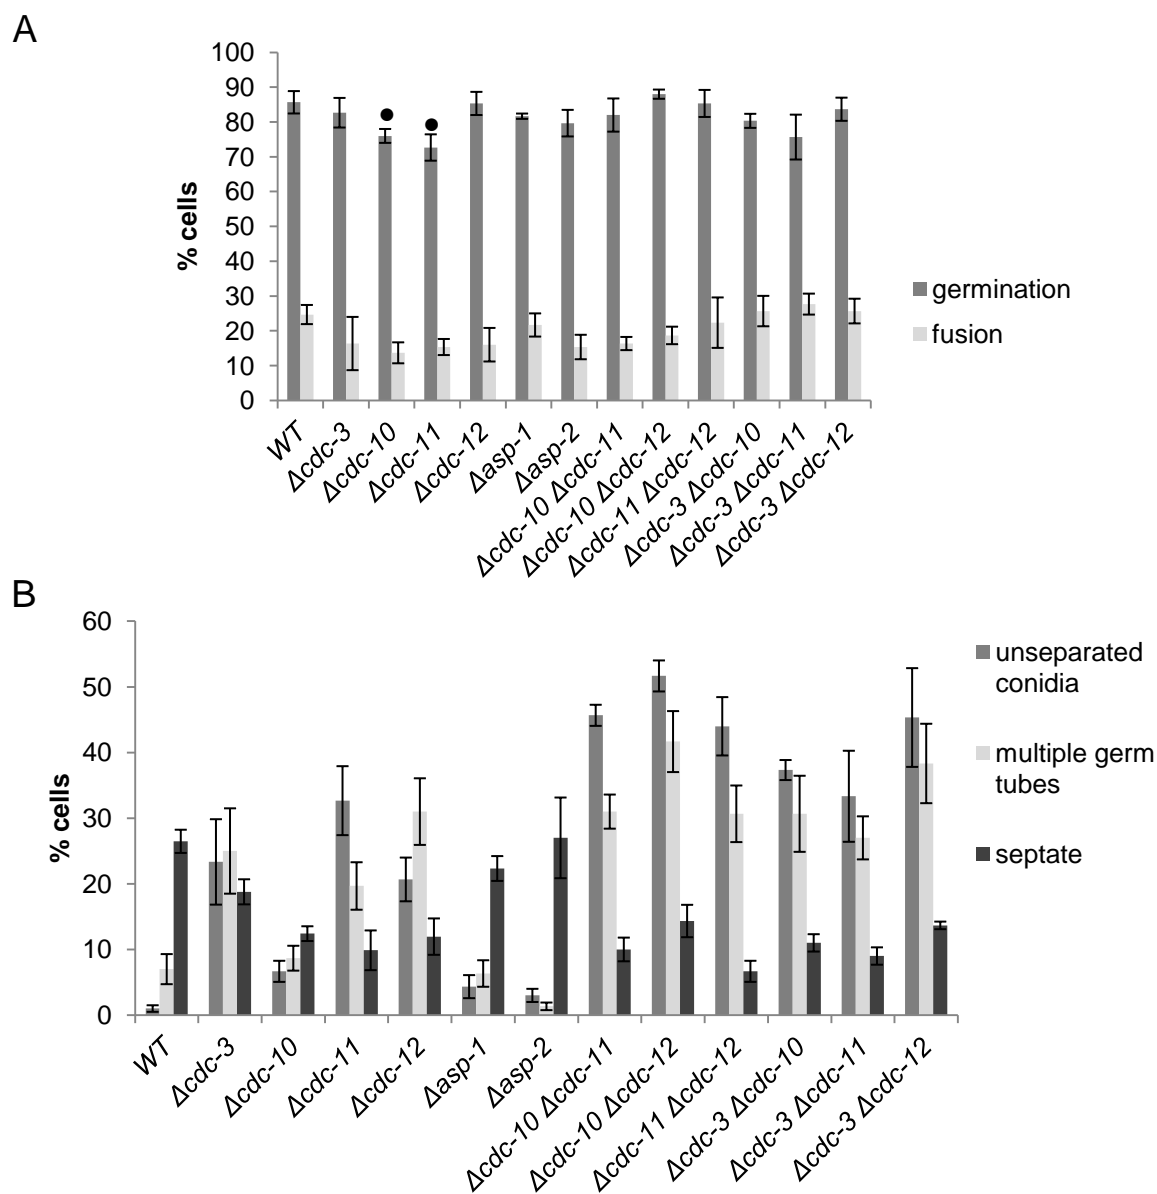 A
100
90
80
70
60
50
40
30
20
10
0
% cells
germination
fusion
WT
Δcdc-3
Δcdc-10
Δcdc-11
Δcdc-12
Δasp-1
Δasp-2
Δcdc-10 Δcdc-11
Δcdc-10 Δcdc-12
Δcdc-11 Δcdc-12
Δcdc-3 Δcdc-10
Δcdc-3 Δcdc-11
Δcdc-3 Δcdc-12
B
60
50
40
30
20
10
0
% cells
unseparated
conidia
multiple germ
tubes
septate
WT
Δcdc-3
Δcdc-10
Δcdc-11
Δcdc-12
Δasp-1
Δasp-2
Δcdc-10 Δcdc-11
Δcdc-10 Δcdc-12
Δcdc-11 Δcdc-12
Δcdc-3 Δcdc-10
Δcdc-3 Δcdc-11
Δcdc-3 Δcdc-12